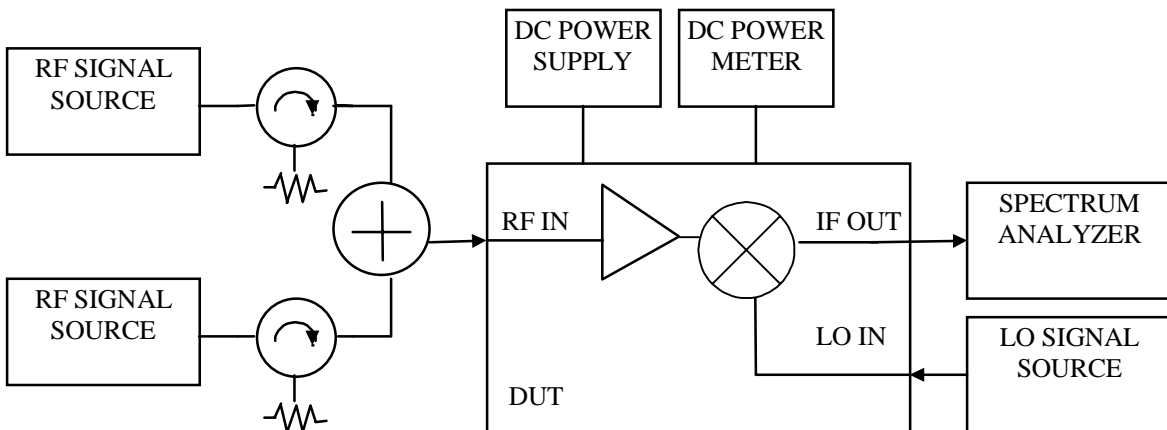 DC POWER
SUPPLY
DC POWER
METER
RF SIGNAL
SOURCE
RF IN
IF OUT
SPECTRUM
ANALYZER
RF SIGNAL
SOURCE
LO IN
LO SIGNAL
SOURCE
DUT